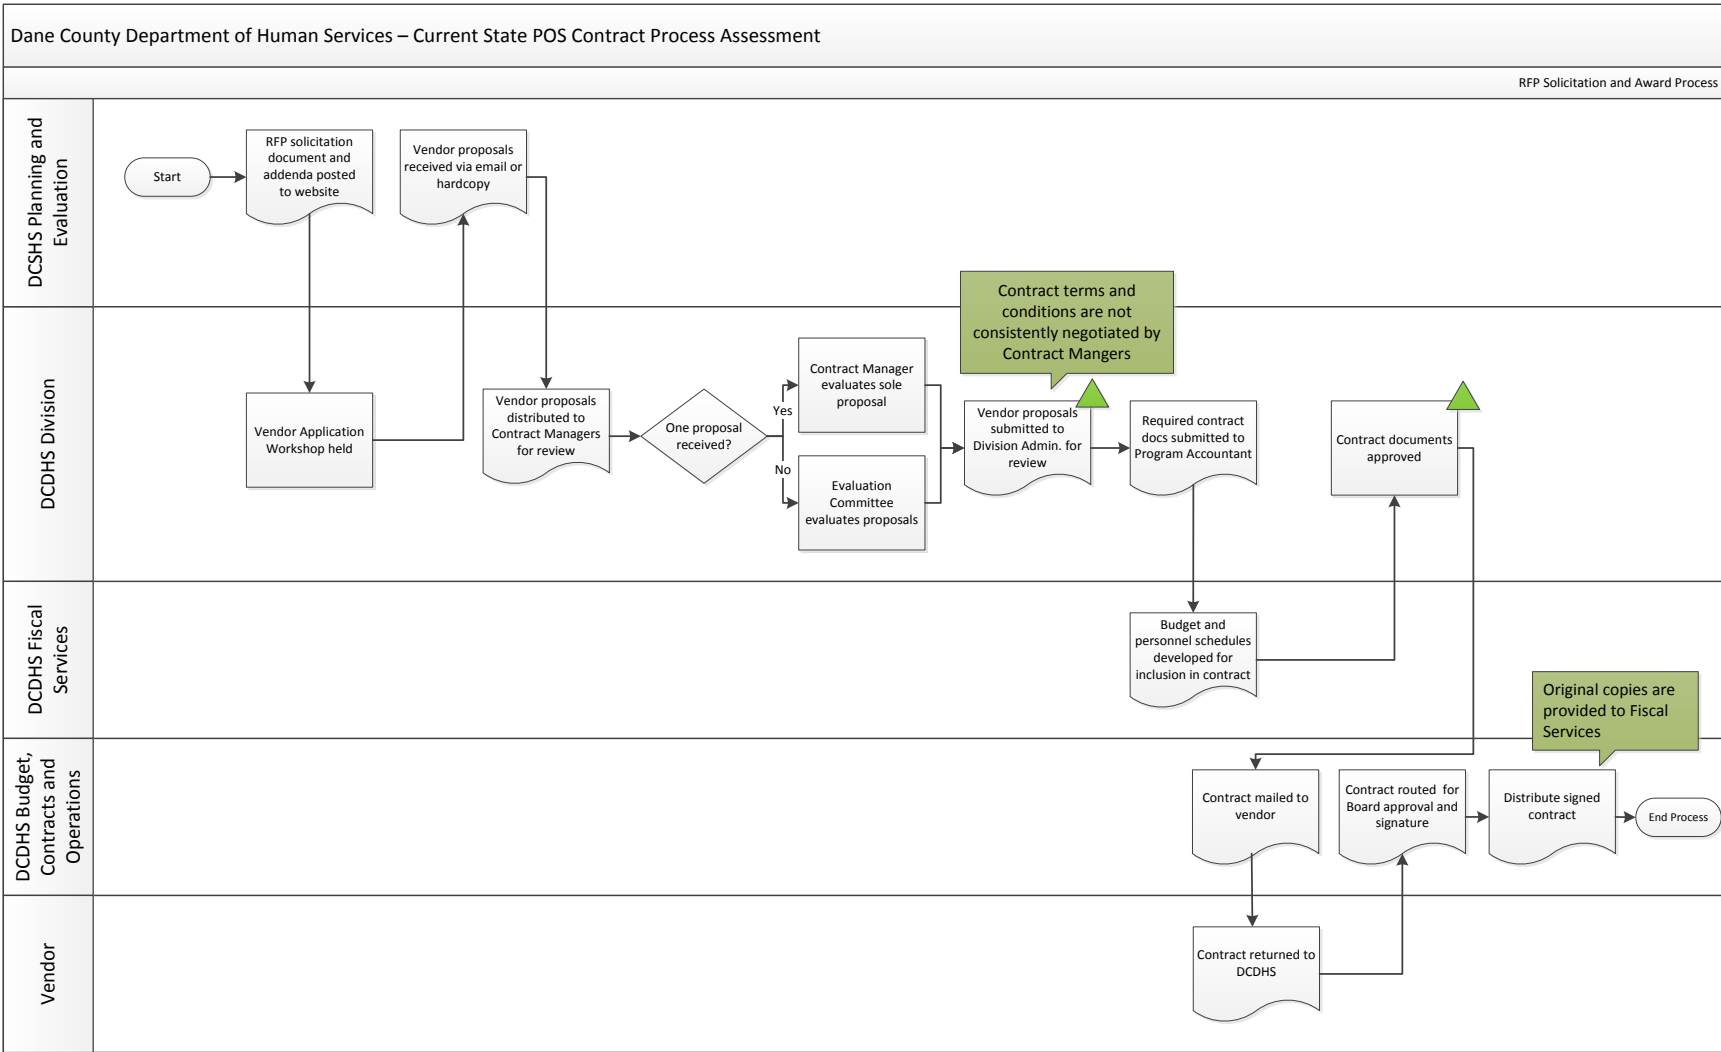 Dane County Department of Human Services – Current State POS Contract Process Assessment
RFP Solicitation and Award Process
DCSHS Planning and
Evaluation
Start
RFP solicitation
document and
addenda posted
to website
Vendor proposals
received via email or
hardcopy
Contract terms and
conditions are not
consistently negotiated by
Contract Mangers
DCDHS Division
Vendor Application
Workshop held
Vendor proposals
distributed to
Contract Managers
for review
One proposal
received?
Yes
No
Contract Manager
evaluates sole
proposal
Evaluation
Committee
evaluates proposals
Vendor proposals
submitted to
Division Admin. for
review
Required contract
docs submitted to
Program Accountant
Contract documents
approved
DCDHS Fiscal
Services
Budget and
personnel schedules
developed for
inclusion in contract
Original copies are
provided to Fiscal
Services
DCDHS Budget,
Contracts and
Operations
Contract mailed to
vendor
Contract routed for
Board approval and
signature
Distribute signed
contract
End Process
Vendor
Contract returned to
DCDHS